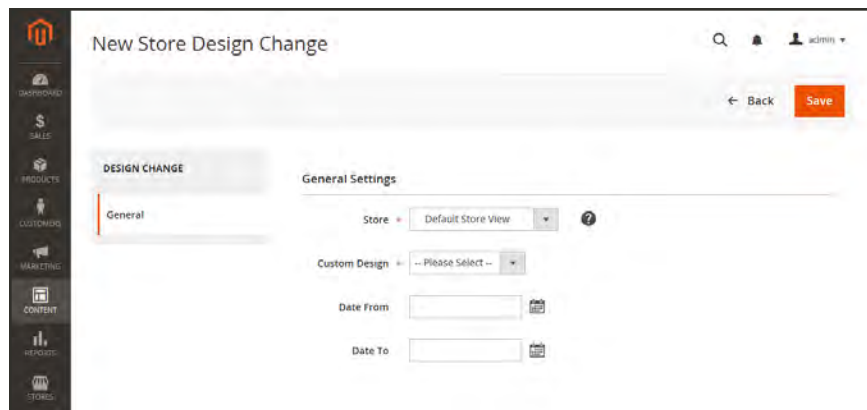 New Store Design Change
admin
DASHBOARD
SALES
PRODUCTS
CUSTOMERS
MARKETING
CONTENT
REPORTS
STORES
← Back
Save
DESIGN CHANGE
General
General Settings
Store *
Default Store View
?
Custom Design *
-- Please Select --
Date From
Date To